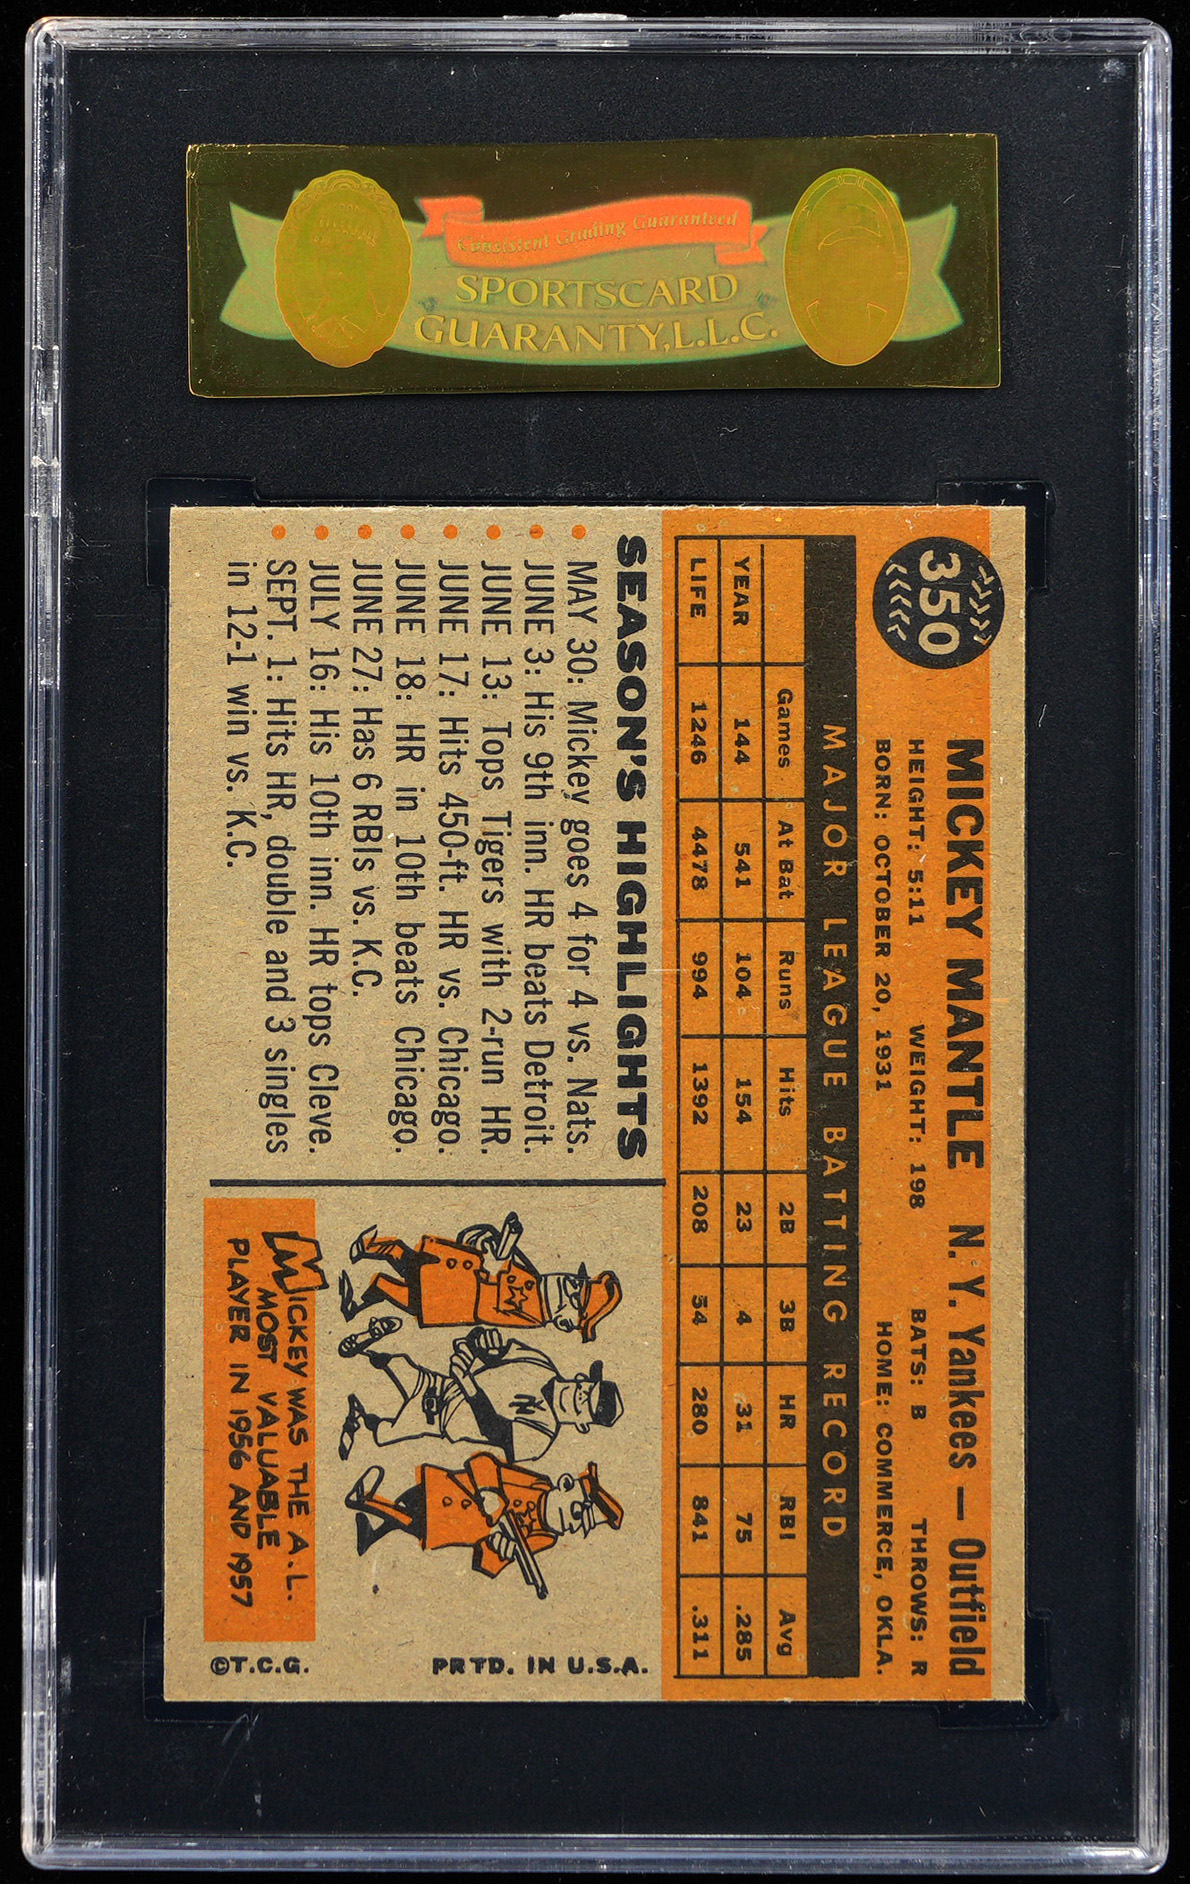 Consistent Grading Guaranteed
SPORTSCARD
GUARANTY, L.L.C.
350
MICKEY MANTLE N. Y. Yankees — Outfield
HEIGHT: 5:11 WEIGHT: 198 BATS: B THROWS: R
BORN: OCTOBER 20, 1931 HOME: COMMERCE, OKLA.
MAJOR LEAGUE BATTING RECORD
Games At Bat Runs Hits 2B 3B HR RBI Avg
YEAR 144 541 104 154 23 4 31 75 .285
LIFE 1246 4478 994 1392 208 54 280 841 .311
SEASON'S HIGHLIGHTS
MAY 30: Mickey goes 4 for 4 vs. Nats.
JUNE 3: His 9th inn. HR beats Detroit.
JUNE 13: Tops Tigers with 2-run HR.
JUNE 17: Hits 450-ft. HR vs. Chicago.
JUNE 18: HR in 10th beats Chicago.
JUNE 27: Has 6 RBIs vs. K.C.
JULY 16: His 10th inn. HR tops Cleve.
SEPT. 1: Hits HR, double and 3 singles
in 12-1 win vs. K.C.
N
MICKEY WAS THE A.L.
MOST VALUABLE
PLAYER IN 1956 AND 1957
©T.C.G. PRTD. IN U.S.A.